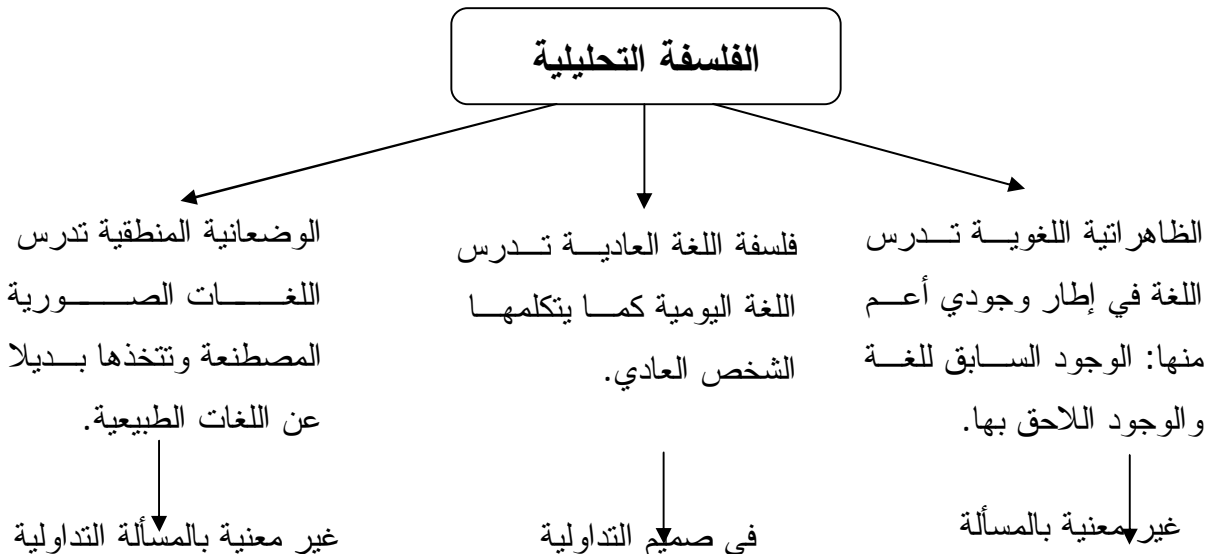 الفلسفة التحليلية
الظاهراتية اللغوية تدرس
اللغة في إطار وجودي أعم
منها: الوجود السابق للغة
والوجود اللاحق بها.
غير معنية بالمسألة
فلسفة اللغة العادية تدرس
اللغة اليومية كما يتكلمها
الشخص العادي.
في صميم التداولية
الوضعانية المنطقية تدرس
اللغات الصورية
المصطنعة وتتخذها بديلا
عن اللغات الطبيعية.
غير معنية بالمسألة التداولية